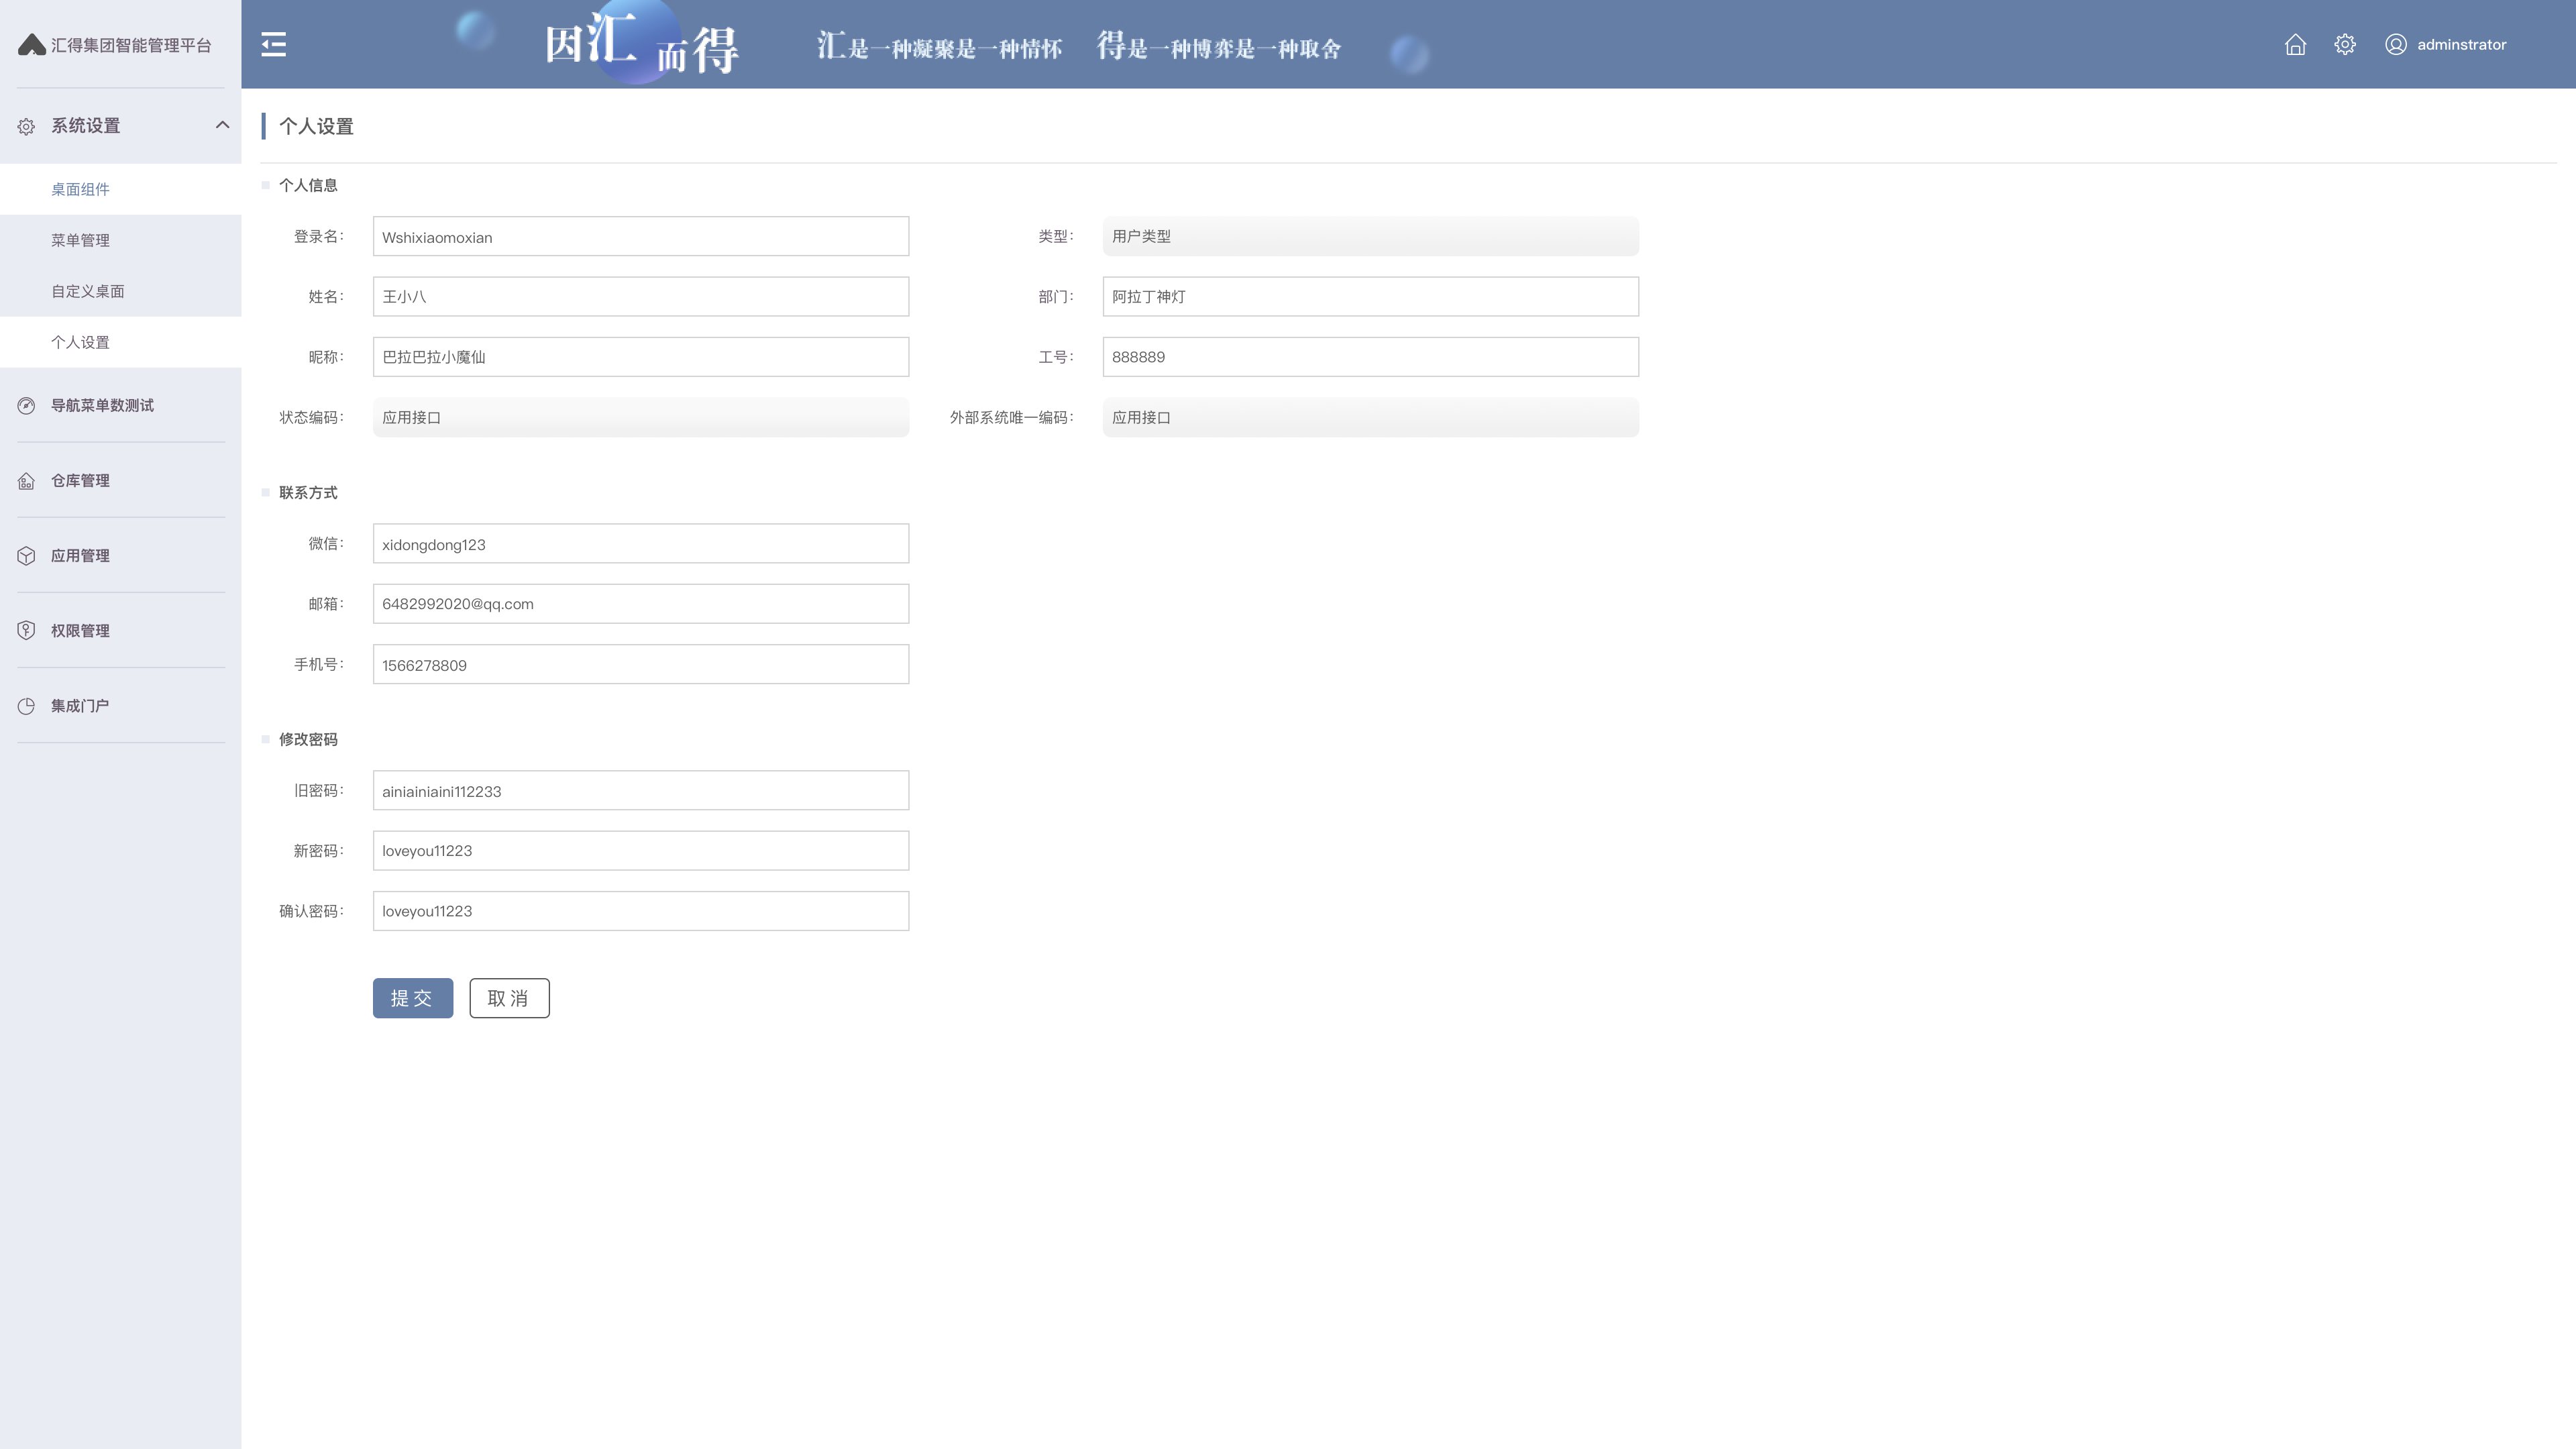 汇得集团智能管理平台
因汇而得
汇是一种凝聚是一种情怀 得是一种博弈是一种取舍
adminstrator
系统设置
桌面组件
菜单管理
自定义桌面
个人设置
导航菜单数测试
仓库管理
应用管理
权限管理
集成门户
个人设置
个人信息
登录名： Wshixiaomoxian 类型： 用户类型
姓名： 王小八 部门： 阿拉丁神灯
昵称： 巴拉巴拉小魔仙 工号： 888889
状态编码： 应用接口 外部系统唯一编码： 应用接口
联系方式
微信： xidongdong123
邮箱： 6482992020@qq.com
手机号： 1566278809
修改密码
旧密码： ainiainiaini112233
新密码： loveyou11223
确认密码： loveyou11223
提交 取消